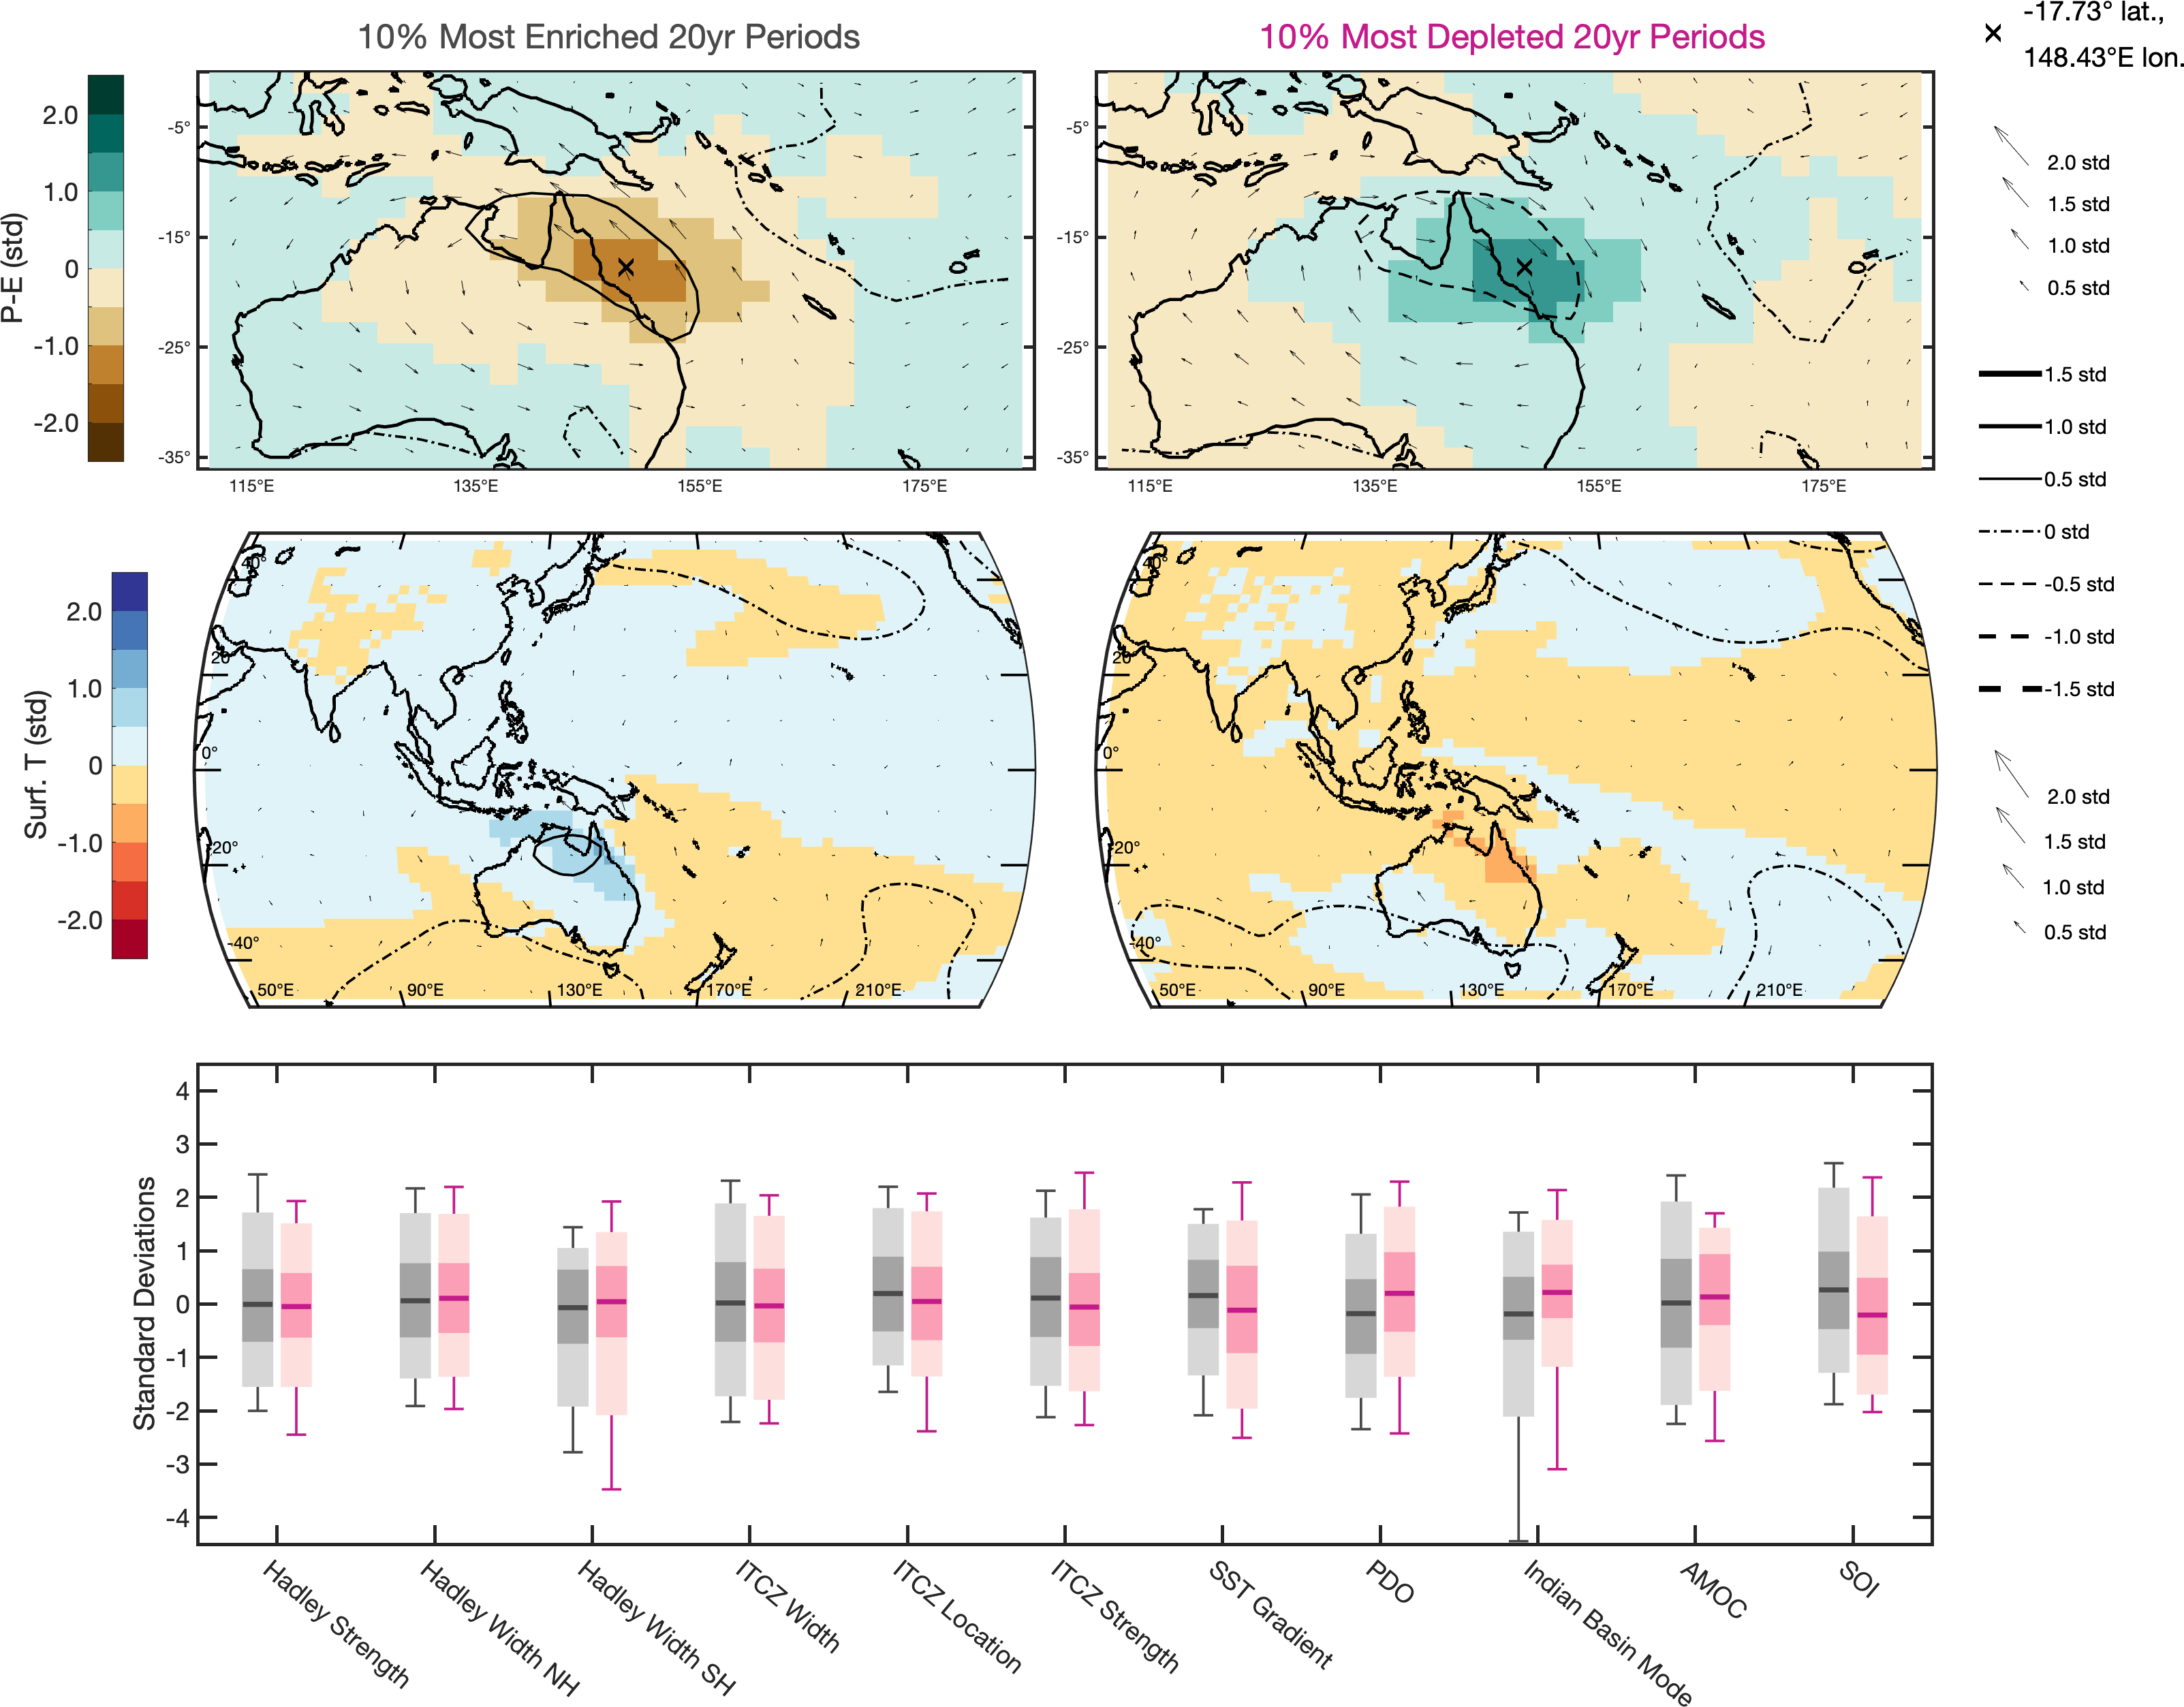 10% Most Enriched 20yr Periods
10% Most Depleted 20yr Periods
-17.73° lat.,
148.43°E lon.
P-E (std)
2.0
1.0
0
-1.0
-2.0
-5°
-15°
-25°
-35°
115°E 135°E 155°E 175°E
-5°
-15°
-25°
-35°
115°E 135°E 155°E 175°E
2.0 std
1.5 std
1.0 std
0.5 std
1.5 std
1.0 std
0.5 std
0 std
-0.5 std
-1.0 std
-1.5 std
2.0 std
1.5 std
1.0 std
0.5 std
Surf. T (std)
2.0
1.0
0
-1.0
-2.0
40°
20°
0°
-20°
-40°
50°E 90°E 130°E 170°E 210°E
40°
20°
0°
-20°
-40°
50°E 90°E 130°E 170°E 210°E
Standard Deviations
4
3
2
1
0
-1
-2
-3
-4
Hadley Strength
Hadley Width NH
Hadley Width SH
ITCZ Width
ITCZ Location
ITCZ Strength
SST Gradient
PDO
Indian Basin Mode
AMOC
SOI